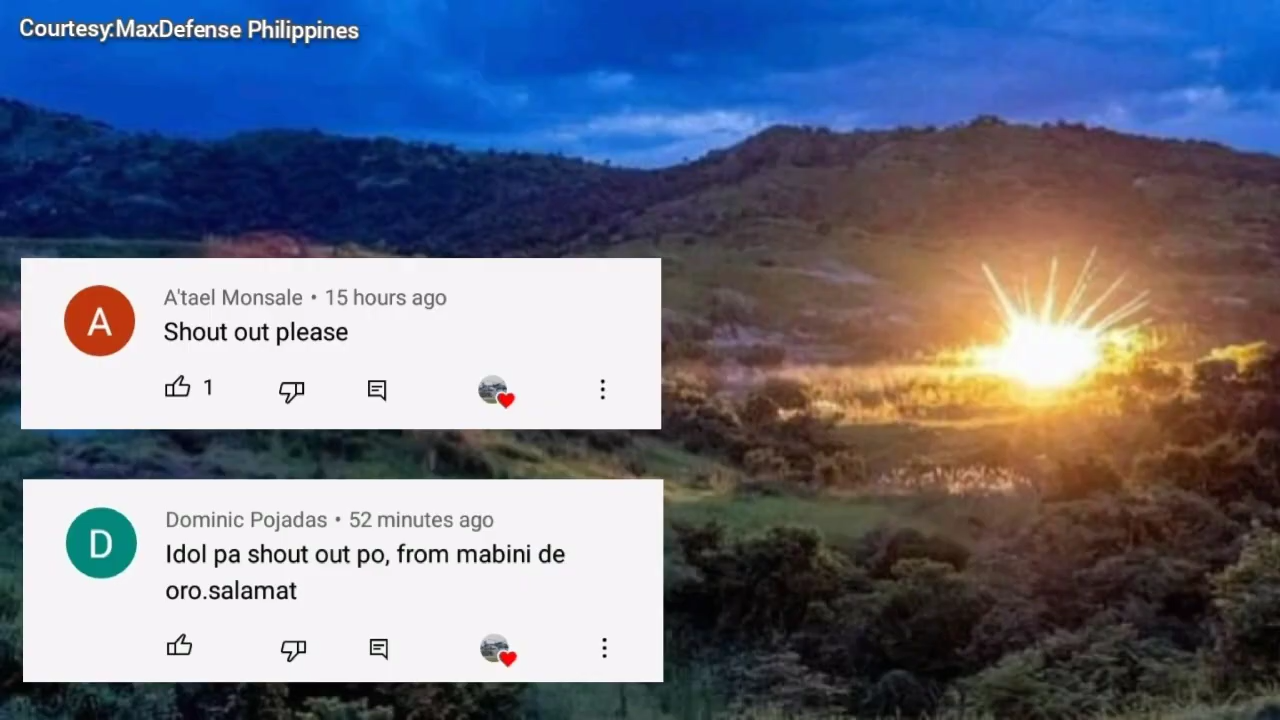 Courtesy:MaxDefense Philippines
A'tael Monsale • 15 hours ago
Shout out please
1
Dominic Pojadas • 52 minutes ago
Idol pa shout out po, from mabini de
oro.salamat
A
D